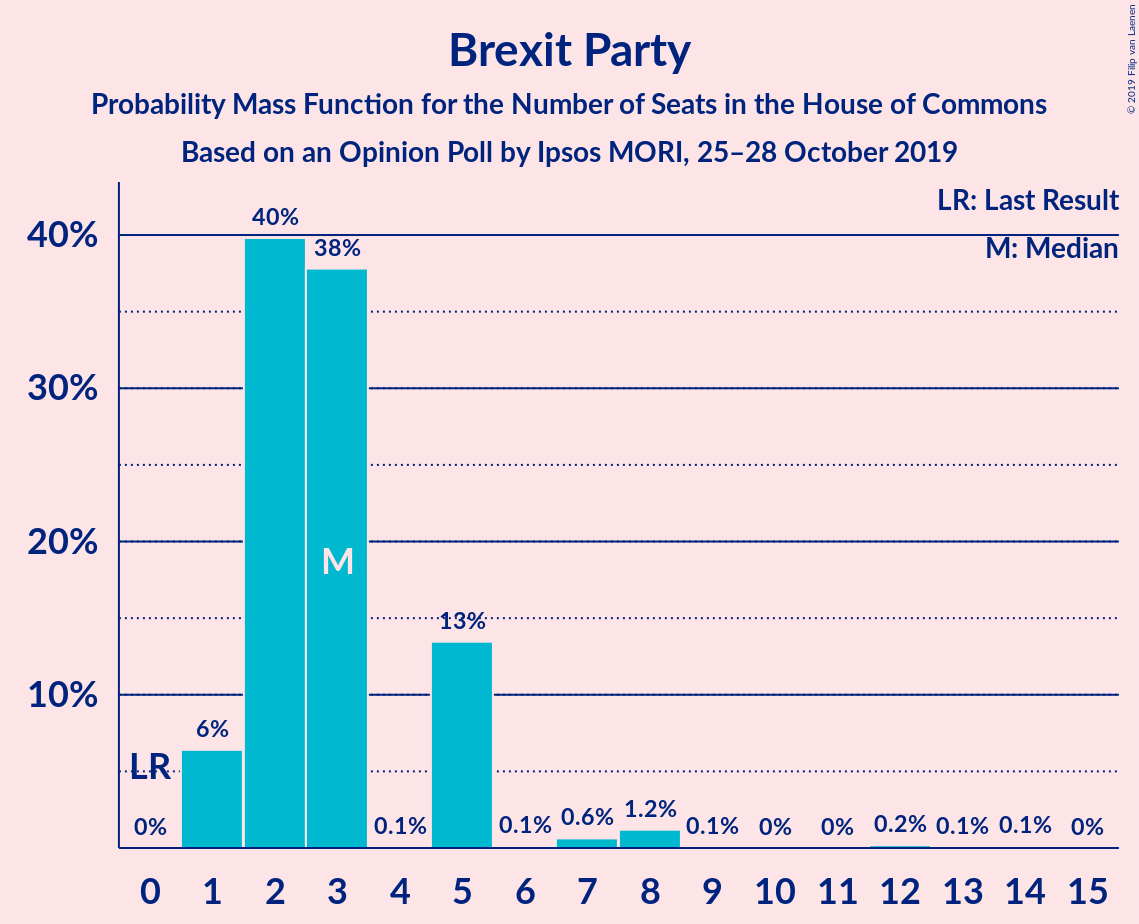 Brexit Party
Probability Mass Function for the Number of Seats in the House of Commons
Based on an Opinion Poll by Ipsos MORI, 25–28 October 2019
© 2019 Filip van Laenen
LR: Last Result
M: Median
40%
30%
20%
10%
0%
6%
40%
38%
0.1%
13%
0.1%
0.6%
1.2%
0.1%
0%
0%
0.2%
0.1%
0.1%
0%
LR
M
0 1 2 3 4 5 6 7 8 9 10 11 12 13 14 15